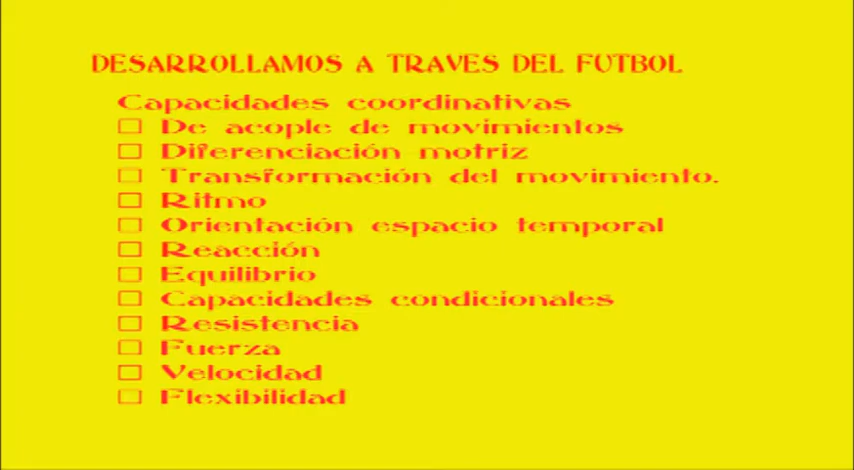 DESARROLLAMOS A TRAVES DEL FUTBOL
Capacidades coordinativas
□ De acople de movimientos
□ Diferenciación motriz
□ Transformación del movimiento.
□ Ritmo
□ Orientación espacio temporal
□ Reacción
□ Equilibrio
□ Capacidades condicionales
□ Resistencia
□ Fuerza
□ Velocidad
□ Flexibilidad